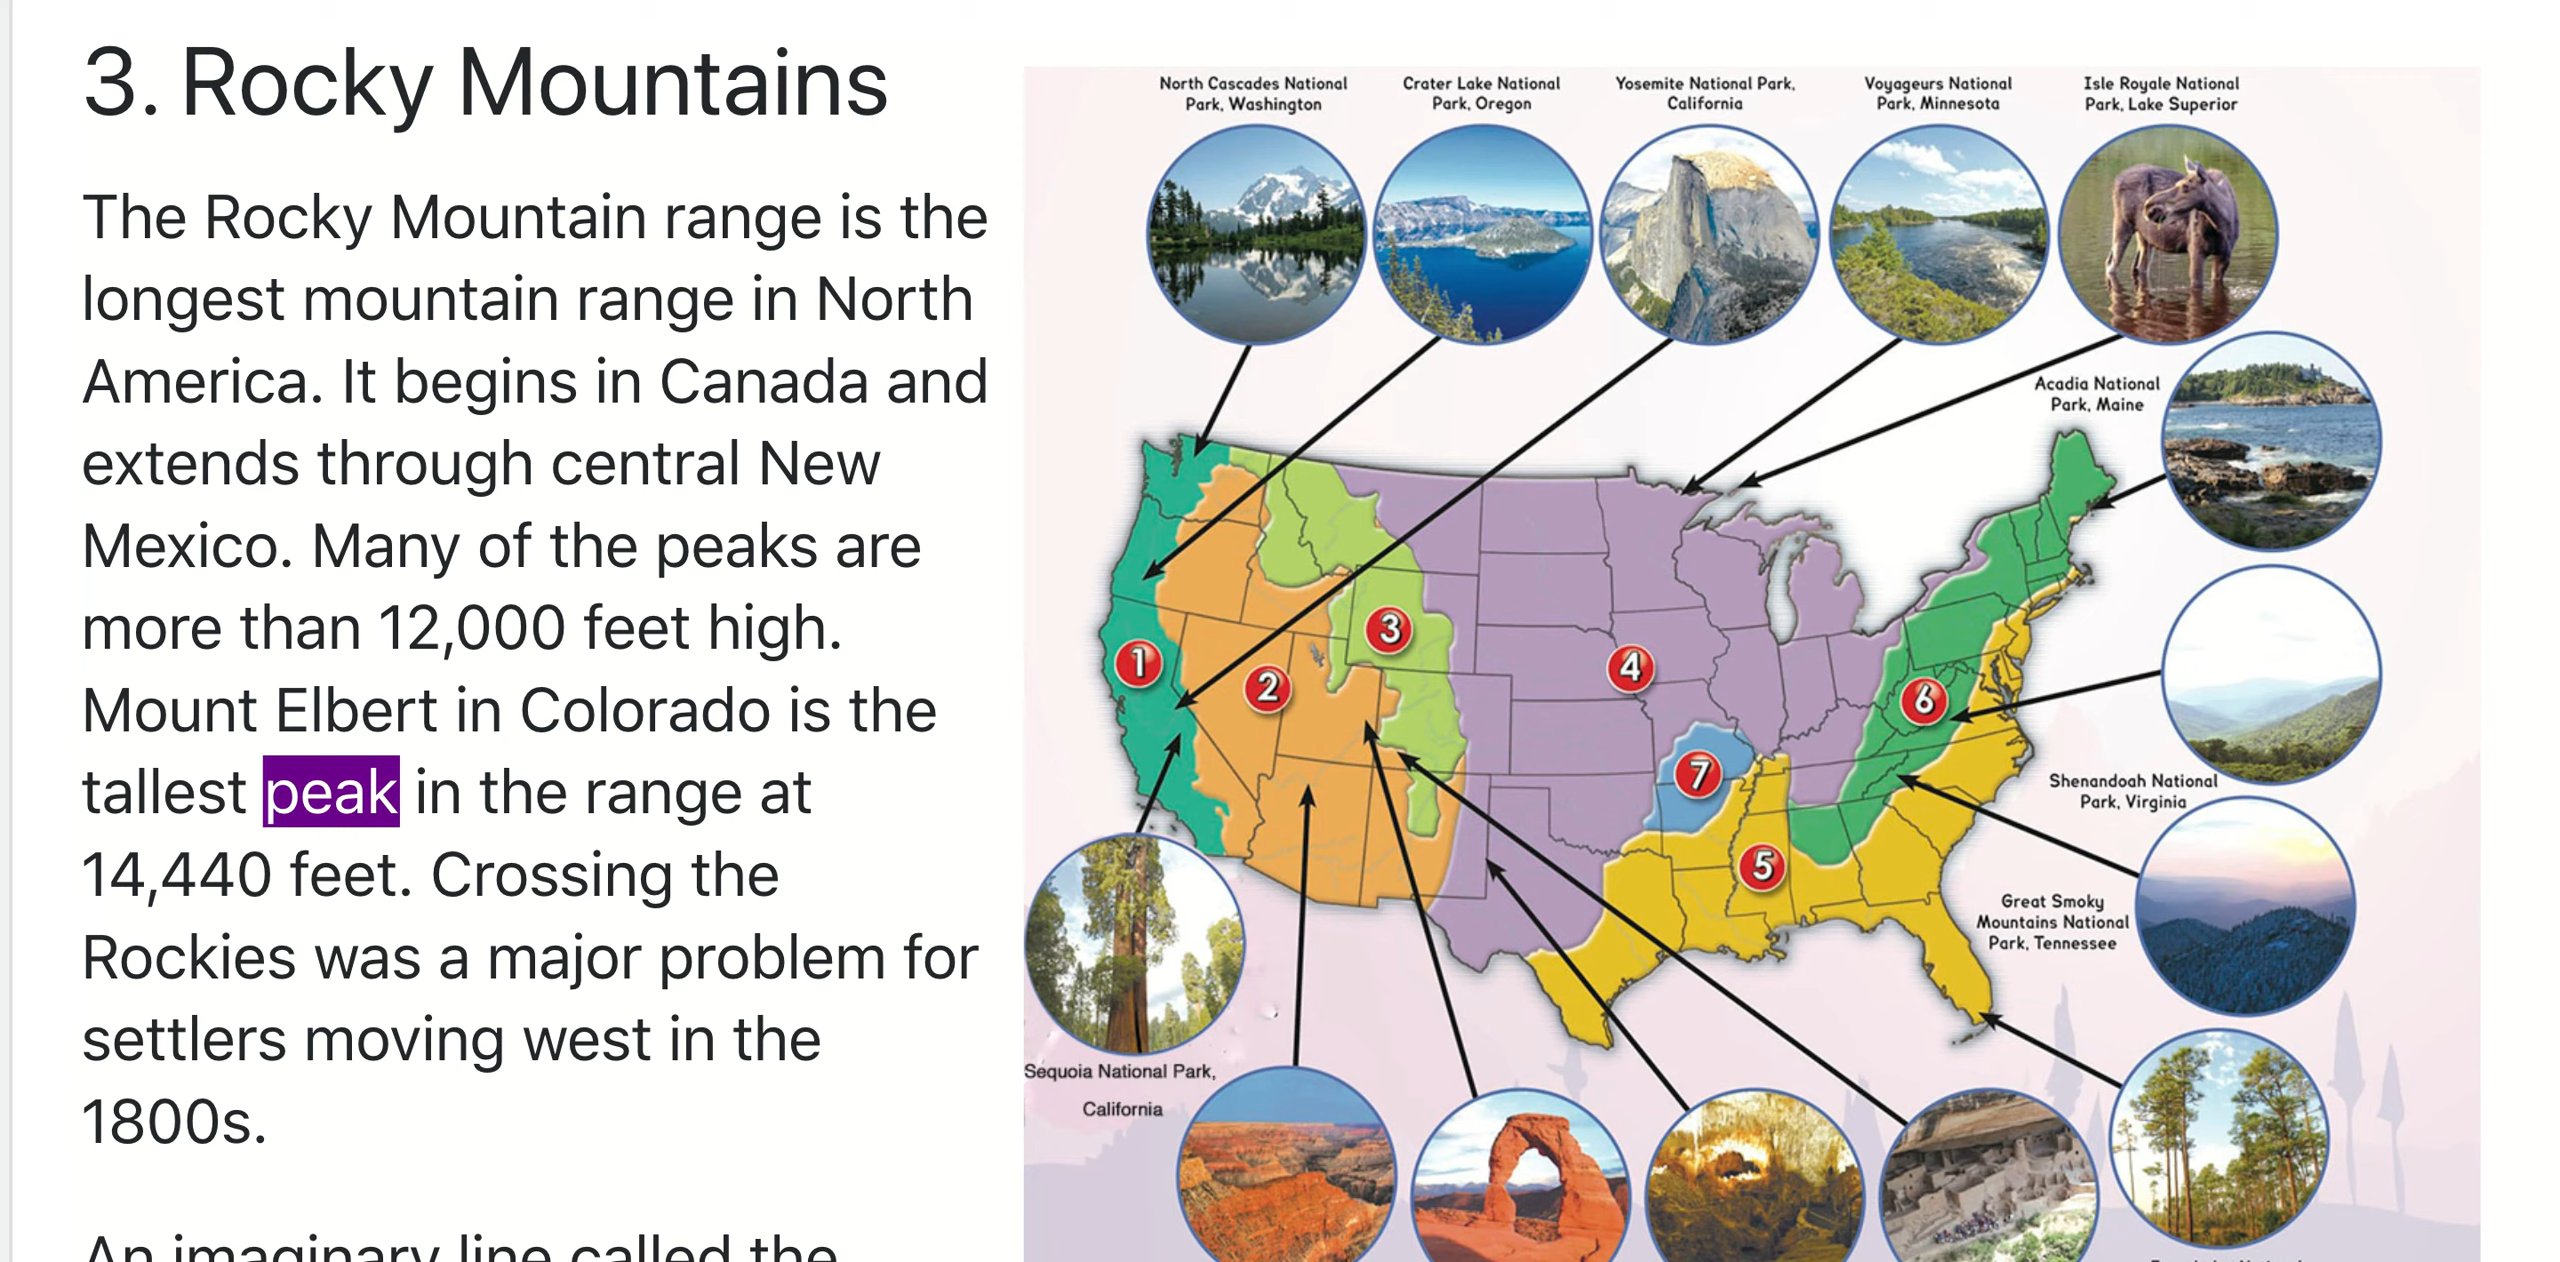 3. Rocky Mountains
The Rocky Mountain range is the
longest mountain range in North
America. It begins in Canada and
extends through central New
Mexico. Many of the peaks are
more than 12,000 feet high.
Mount Elbert in Colorado is the
tallest peak in the range at
14,440 feet. Crossing the
Rockies was a major problem for
settlers moving west in the
1800s.
An imaginary line called the
North Cascades National
Park, Washington
Crater Lake National
Park, Oregon
Yosemite National Park,
California
Voyageurs National
Park, Minnesota
Isle Royale National
Park, Lake Superior
Acadia National
Park, Maine
1
2
3
4
5
6
7
Shenandoah National
Park, Virginia
Great Smoky
Mountains National
Park, Tennessee
Sequoia National Park,
California